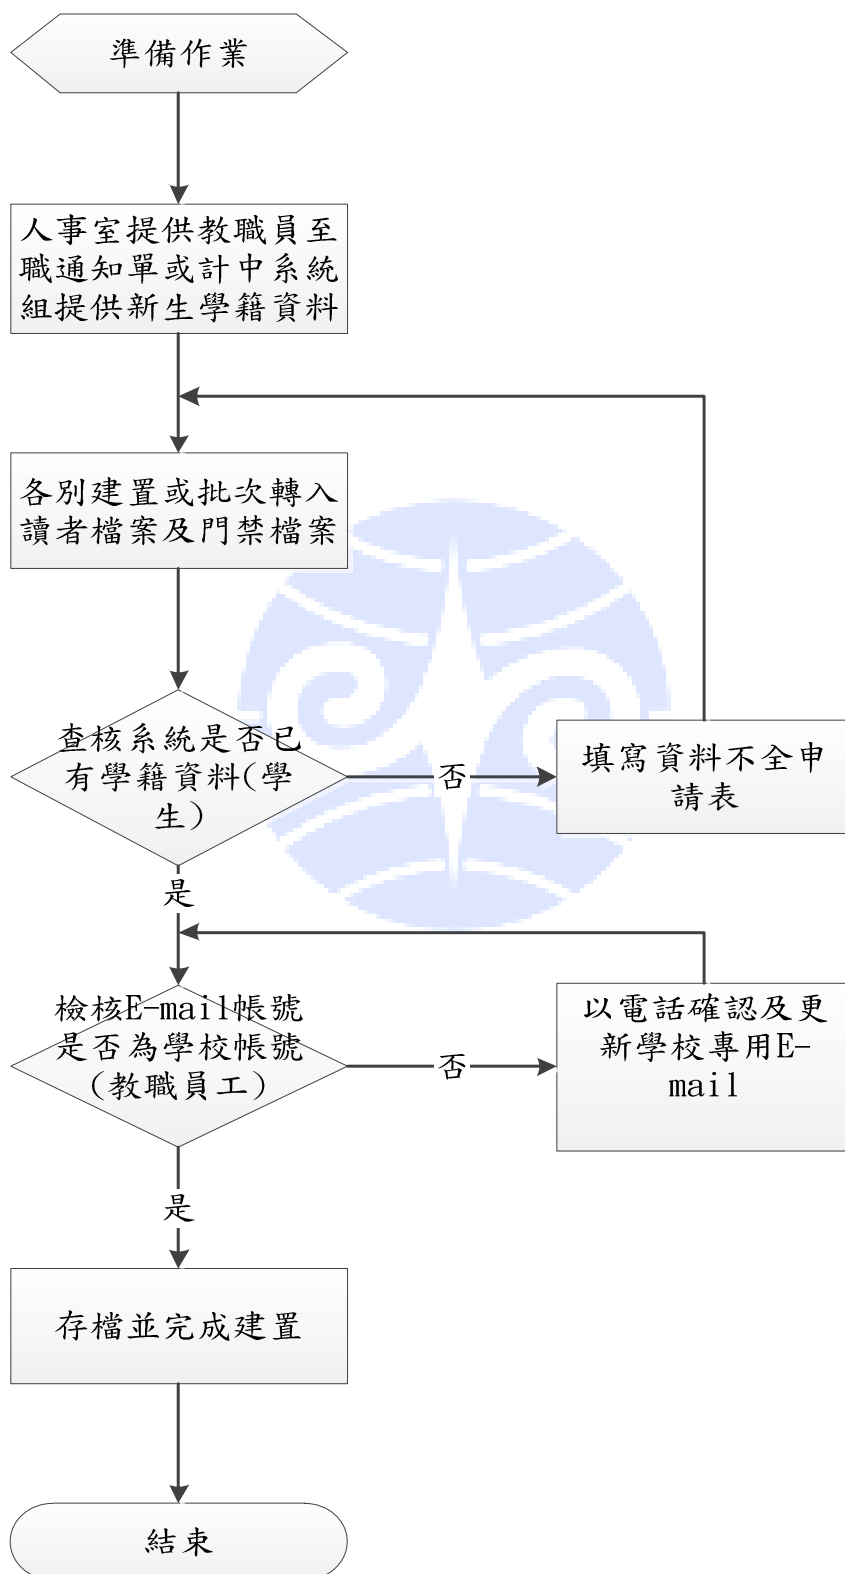 準備作業
人事室提供教職員至
職通知單或計中系統
組提供新生學籍資料
各別建置或批次轉入
讀者檔案及門禁檔案
查核系統是否已
有學籍資料(學
生)
否
填寫資料不全申
請表
是
檢核E-mail帳號
是否為學校帳號
(教職員工)
否
以電話確認及更
新學校專用E-
mail
是
存檔並完成建置
結束